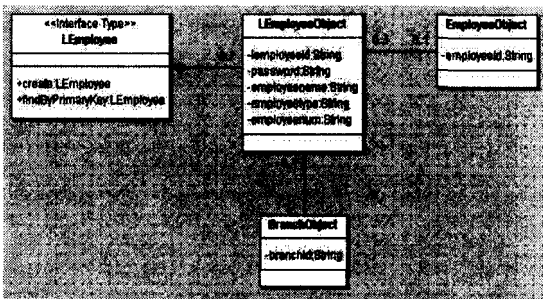 <<Interface Type>>
LEmployee
+create:LEmployee
+findByPrimaryKey:LEmployee
LEmployeeObject
-lemployeeid:String
-password:String
-employeename:String
-employeetype:String
-employeenum:String
EmployeeObject
-employeeid:String
BranchObject
-branchid:String